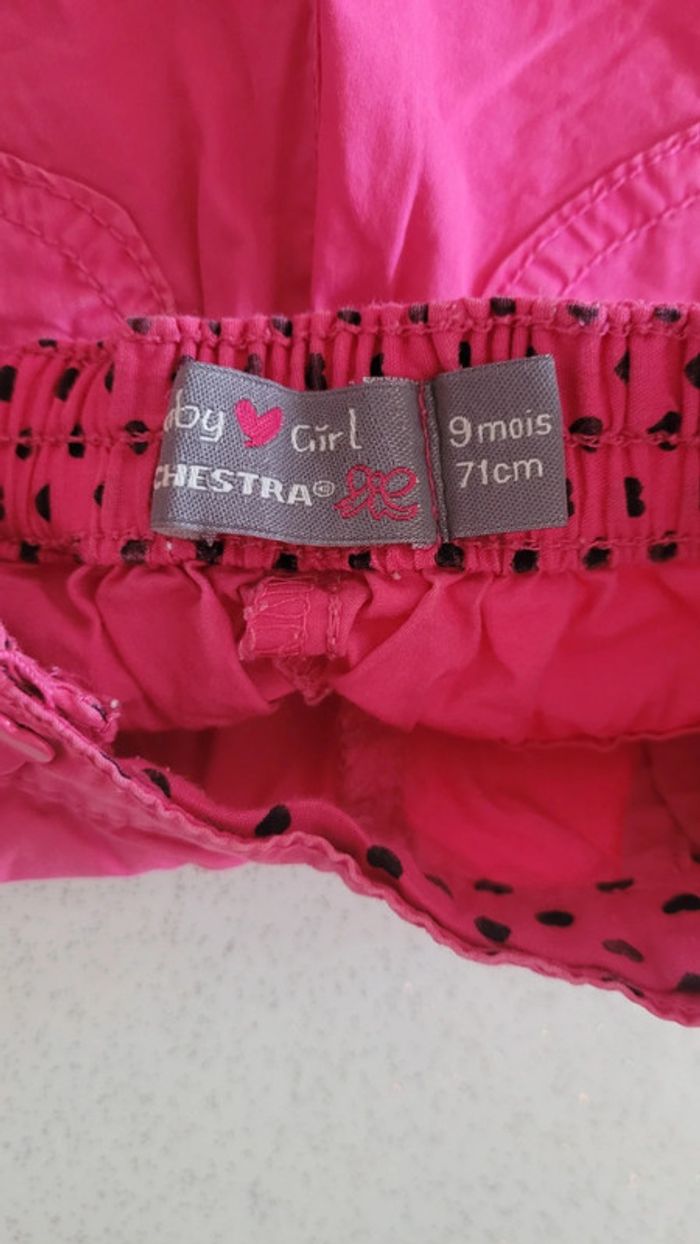 by Girl
CHESTRA®
9 mois
71cm